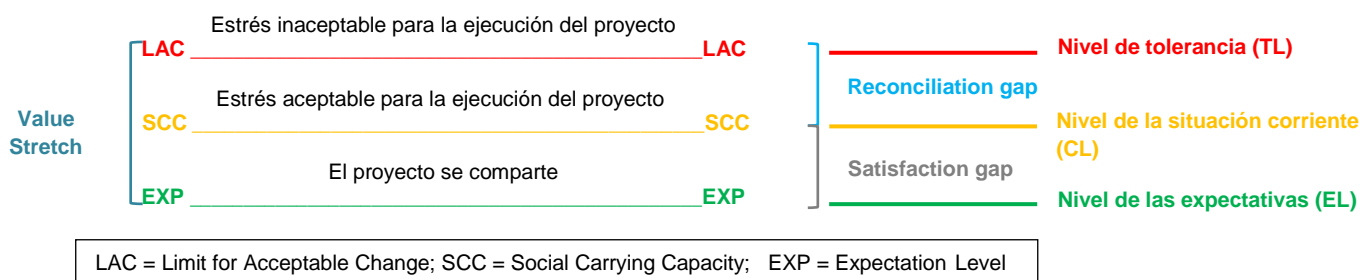 Estrés inaceptable para la ejecución del proyecto
LAC LAC
Nivel de tolerancia (TL)
Reconciliation gap
Estrés aceptable para la ejecución del proyecto
Value
Stretch
SCC SCC
Nivel de la situación corriente
(CL)
El proyecto se comparte
Satisfaction gap
EXP EXP
Nivel de las expectativas (EL)
LAC = Limit for Acceptable Change; SCC = Social Carrying Capacity; EXP = Expectation Level